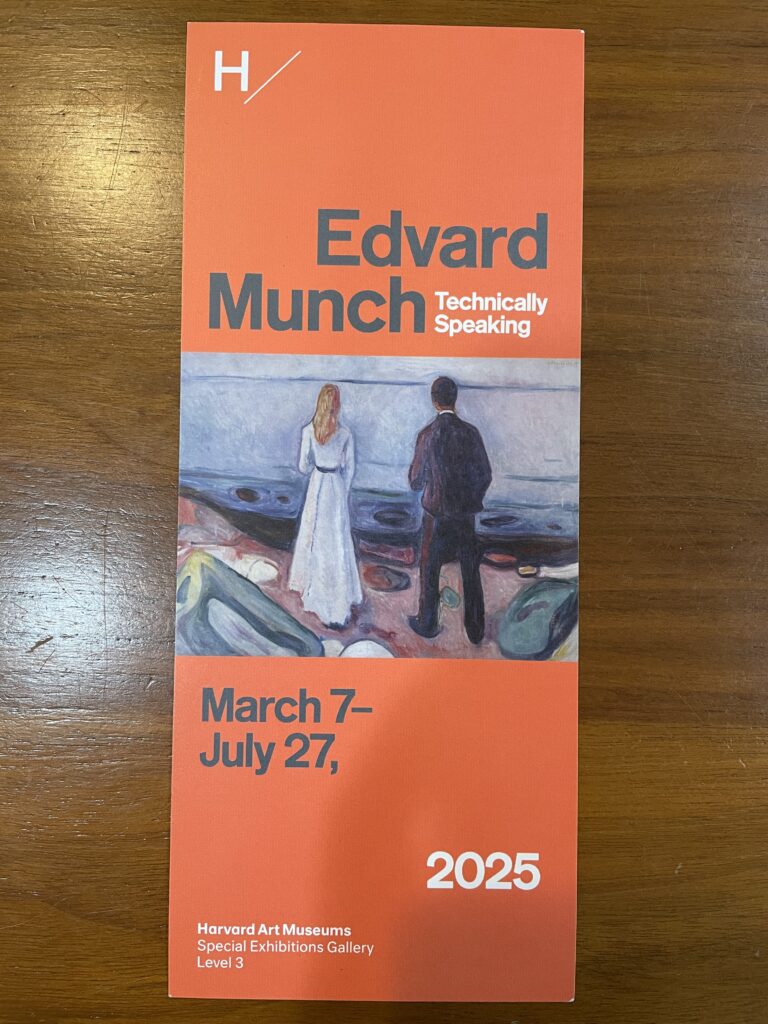 H/
Edvard
Munch
Technically
Speaking
March 7–
July 27,
2025
Harvard Art Museums
Special Exhibitions Gallery
Level 3